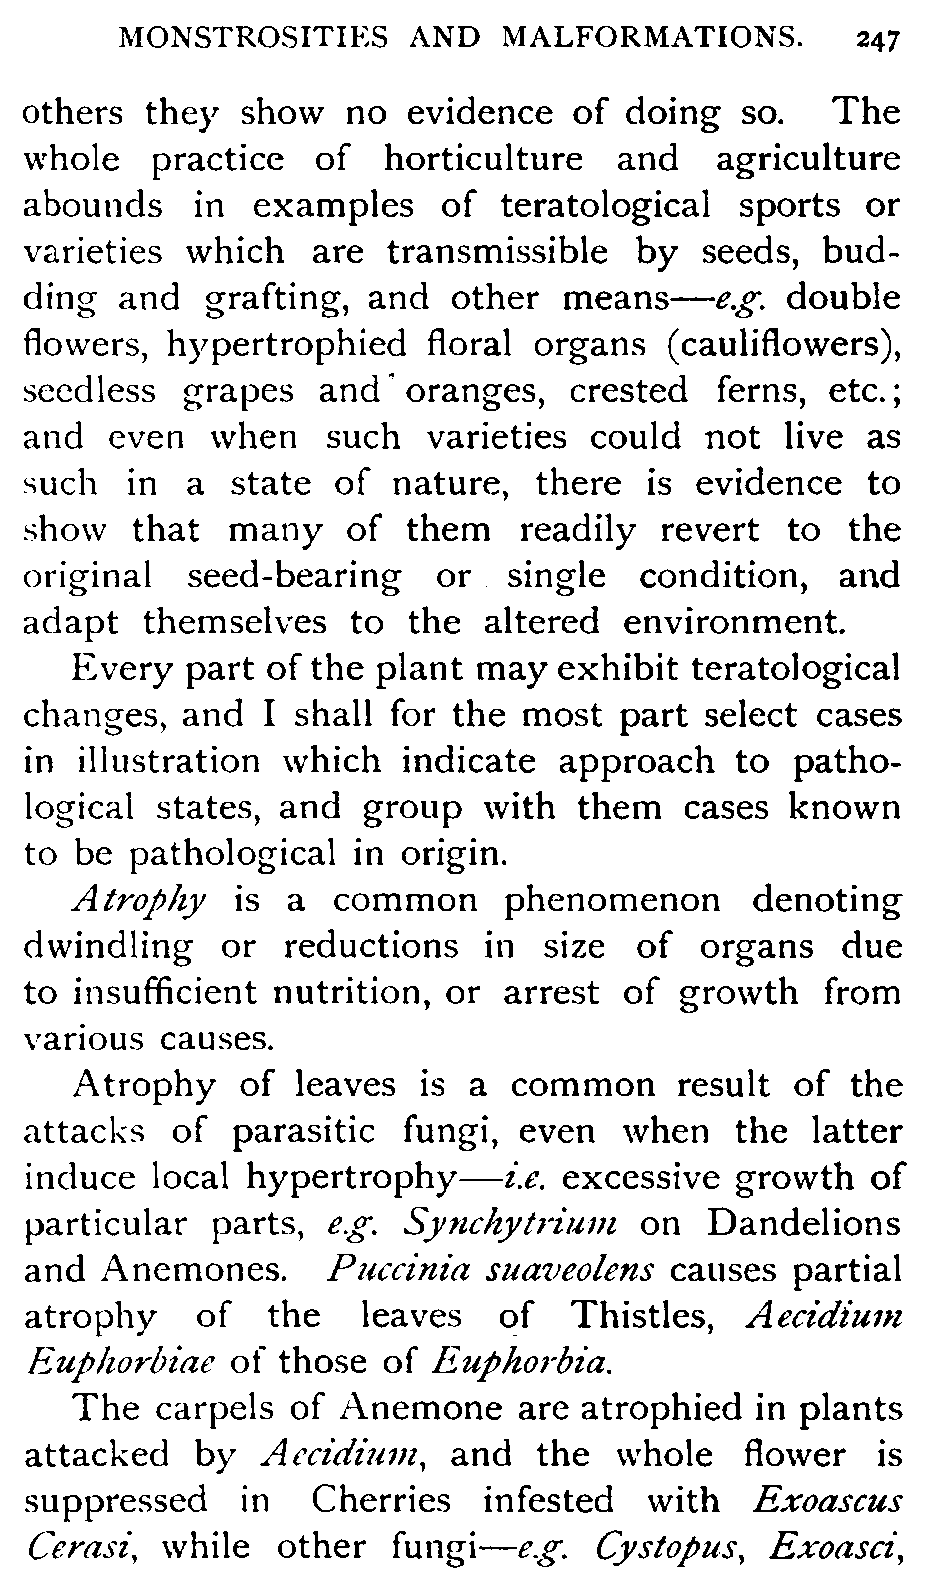 MONSTROSITIES AND MALFORMATIONS. 247
others they show no evidence of doing so. The
whole practice of horticulture and agriculture
abounds in examples of teratological sports or
varieties which are transmissible by seeds, bud-
ding and grafting, and other means—e.g. double
flowers, hypertrophied floral organs (cauliflowers),
seedless grapes and oranges, crested ferns, etc.;
and even when such varieties could not live as
such in a state of nature, there is evidence to
show that many of them readily revert to the
original seed-bearing or single condition, and
adapt themselves to the altered environment.
Every part of the plant may exhibit teratological
changes, and I shall for the most part select cases
in illustration which indicate approach to patho-
logical states, and group with them cases known
to be pathological in origin.
Atrophy is a common phenomenon denoting
dwindling or reductions in size of organs due
to insufficient nutrition, or arrest of growth from
various causes.
Atrophy of leaves is a common result of the
attacks of parasitic fungi, even when the latter
induce local hypertrophy—i.e. excessive growth of
particular parts, e.g. Synchytrium on Dandelions
and Anemones. Puccinia suaveolens causes partial
atrophy of the leaves of Thistles, Aecidium
Euphorbiae of those of Euphorbia.
The carpels of Anemone are atrophied in plants
attacked by Aecidium, and the whole flower is
suppressed in Cherries infested with Exoascus
Cerasi, while other fungi—e.g. Cystopus, Exoasci,